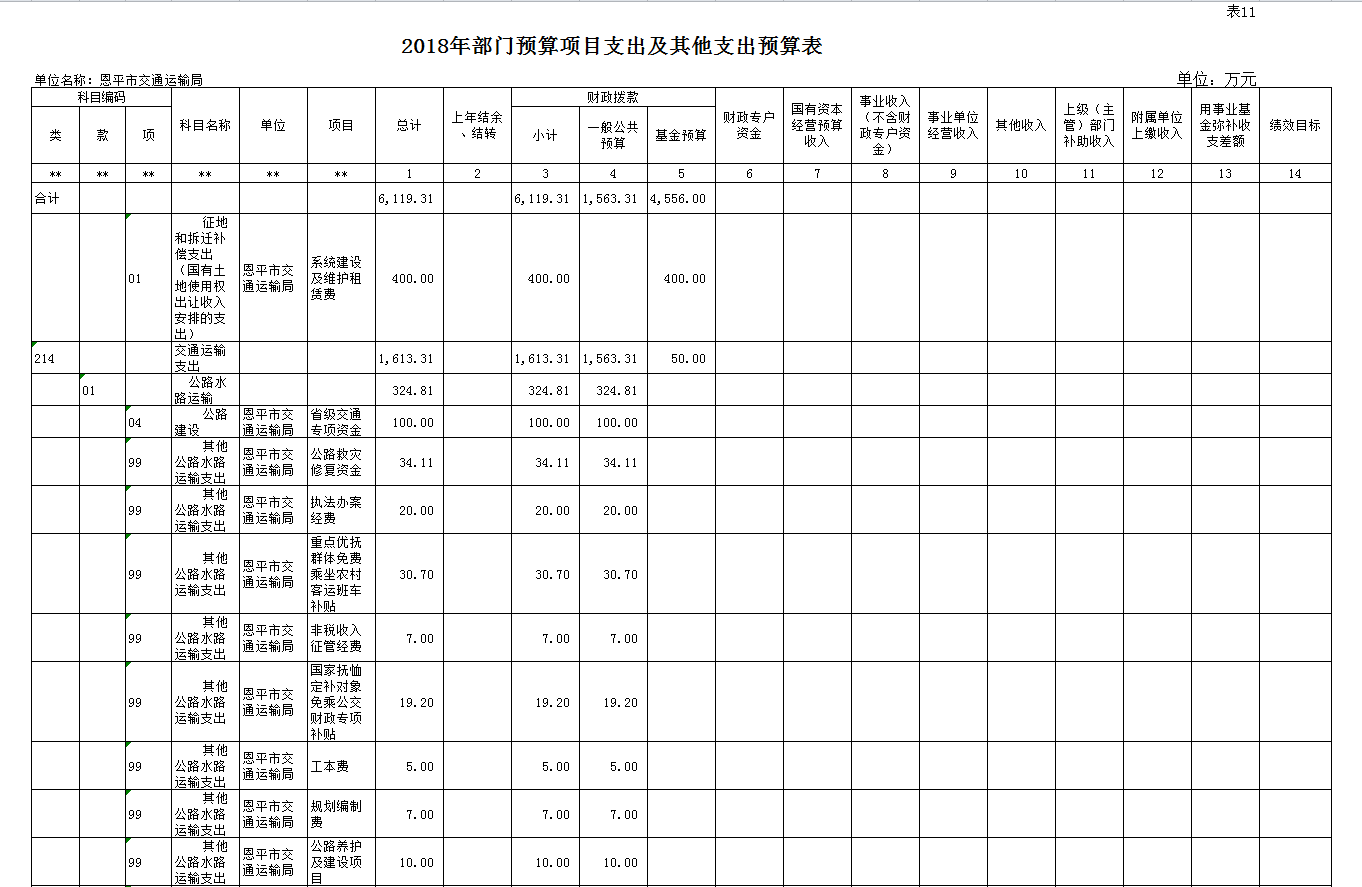 表11
2018年部门预算项目支出及其他支出预算表
单位名称：恩平市交通运输局
单位：万元
科目编码
科目名称
单位
项目
总计
上年结余
、结转
财政拨款
财政专户
资金
国有资本
经营预算
收入
事业收入
（不含财
政专户资
金）
事业单位
经营收入
其他收入
上级（主
管）部门
补助收入
附属单位
上缴收入
用事业基
金弥补收
支差额
绩效目标
类
款
项
小计
一般公共
预算
基金预算
** ** ** ** ** ** 1 2 3 4 5 6 7 8 9 10 11 12 13 14
合计 6,119.31 6,119.31 1,563.31 4,556.00
01
征地
和拆迁补
偿支出
（国有土
地使用权
出让收入
安排的支
出）
恩平市交
通运输局
系统建设
及维护租
赁费
400.00 400.00 400.00
214
交通运输
支出
1,613.31 1,613.31 1,563.31 50.00
01
公路水
路运输
324.81 324.81 324.81
04
公路
建设
恩平市交
通运输局
省级交通
专项资金
100.00 100.00 100.00
99
其他
公路水路
运输支出
恩平市交
通运输局
公路救灾
修复资金
34.11 34.11 34.11
99
其他
公路水路
运输支出
恩平市交
通运输局
执法办案
经费
20.00 20.00 20.00
99
其他
公路水路
运输支出
恩平市交
通运输局
重点优抚
群体免费
乘坐农村
客运班车
补贴
30.70 30.70 30.70
99
其他
公路水路
运输支出
恩平市交
通运输局
非税收入
征管经费
7.00 7.00 7.00
99
其他
公路水路
运输支出
恩平市交
通运输局
国家抚恤
定补对象
免乘公交
财政专项
补贴
19.20 19.20 19.20
99
其他
公路水路
运输支出
恩平市交
通运输局
工本费
5.00 5.00 5.00
99
其他
公路水路
运输支出
恩平市交
通运输局
规划编制
费
7.00 7.00 7.00
99
其他
公路水路
运输支出
恩平市交
通运输局
公路养护
及建设项
目
10.00 10.00 10.00